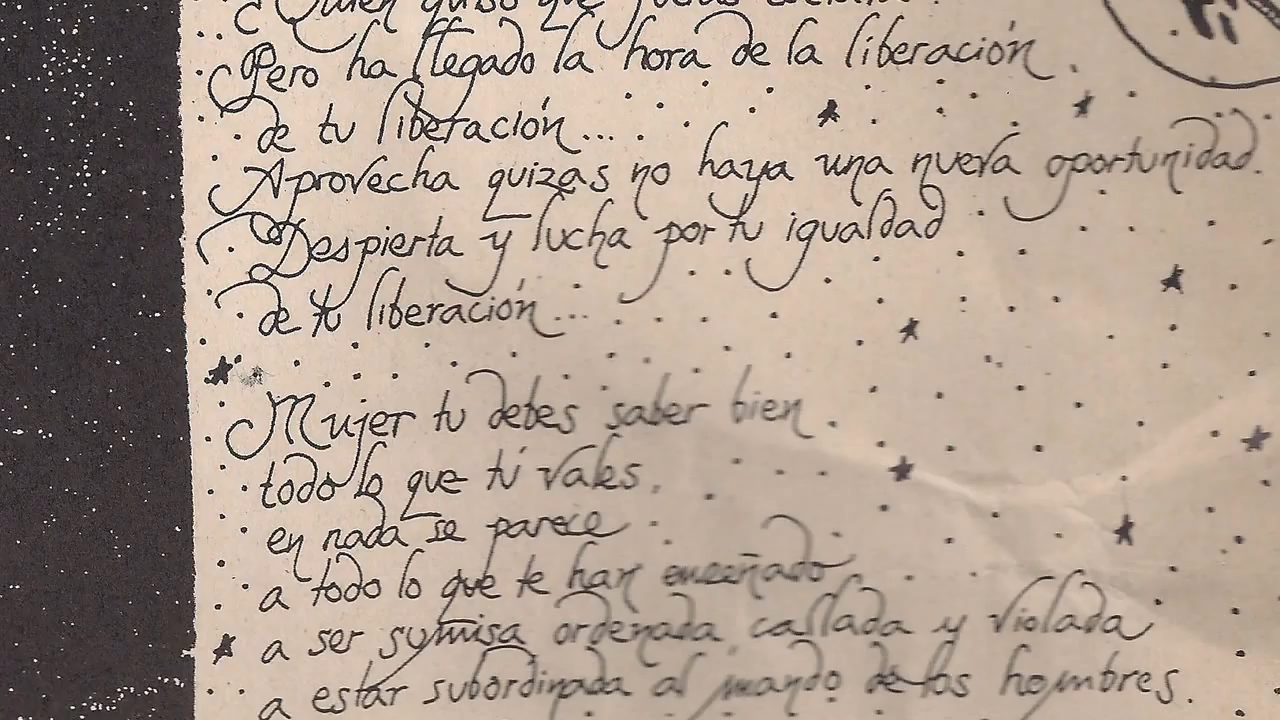 ¿Quién quiso que
Pero ha llegado la hora de la liberación.
de tu liberación...
Aprovecha quizas no haya una nueva oportunidad.
Despierta y lucha por tu igualdad
de tu liberación...
Mujer tu debes saber bien.
todo lo que tú vales.
en nada se parece
a todo lo que te han enseñado
a ser sumisa ordenada callada y violada
a estar subordinada al mando de los hombres.